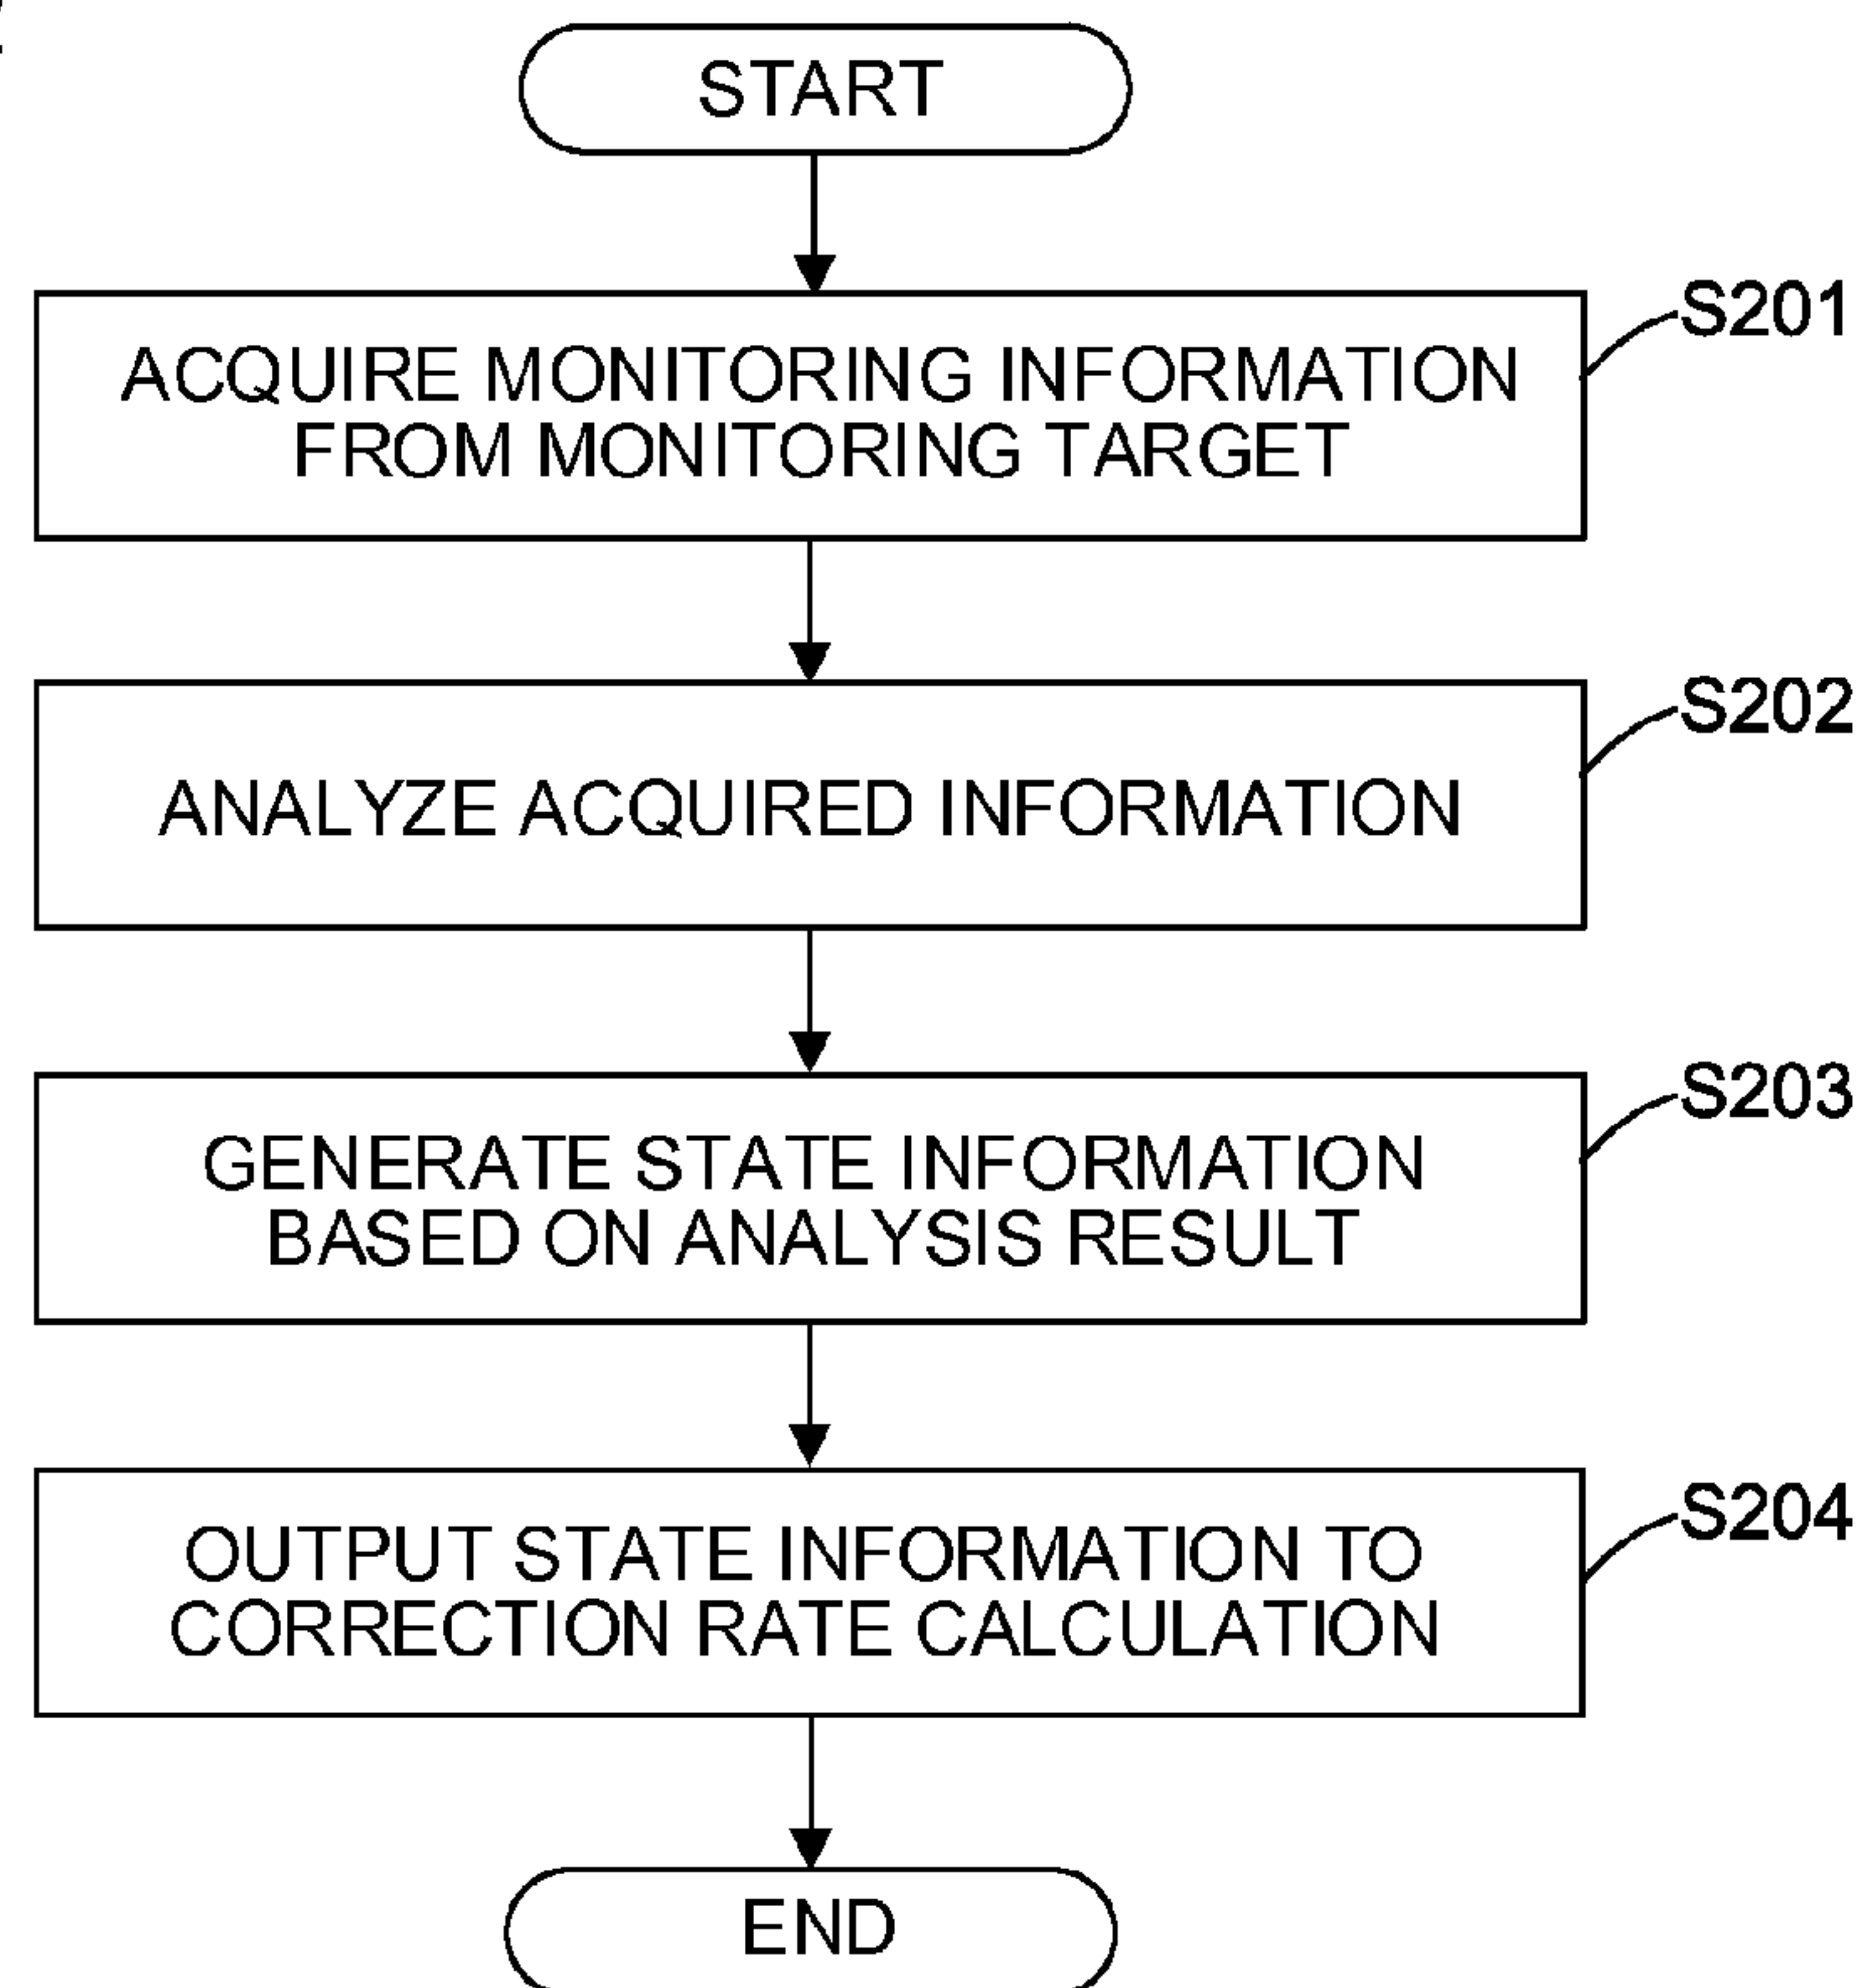 START
S201
ACQUIRE MONITORING INFORMATION
FROM MONITORING TARGET
S202
ANALYZE ACQUIRED INFORMATION
S203
GENERATE STATE INFORMATION
BASED ON ANALYSIS RESULT
S204
OUTPUT STATE INFORMATION TO
CORRECTION RATE CALCULATION
END